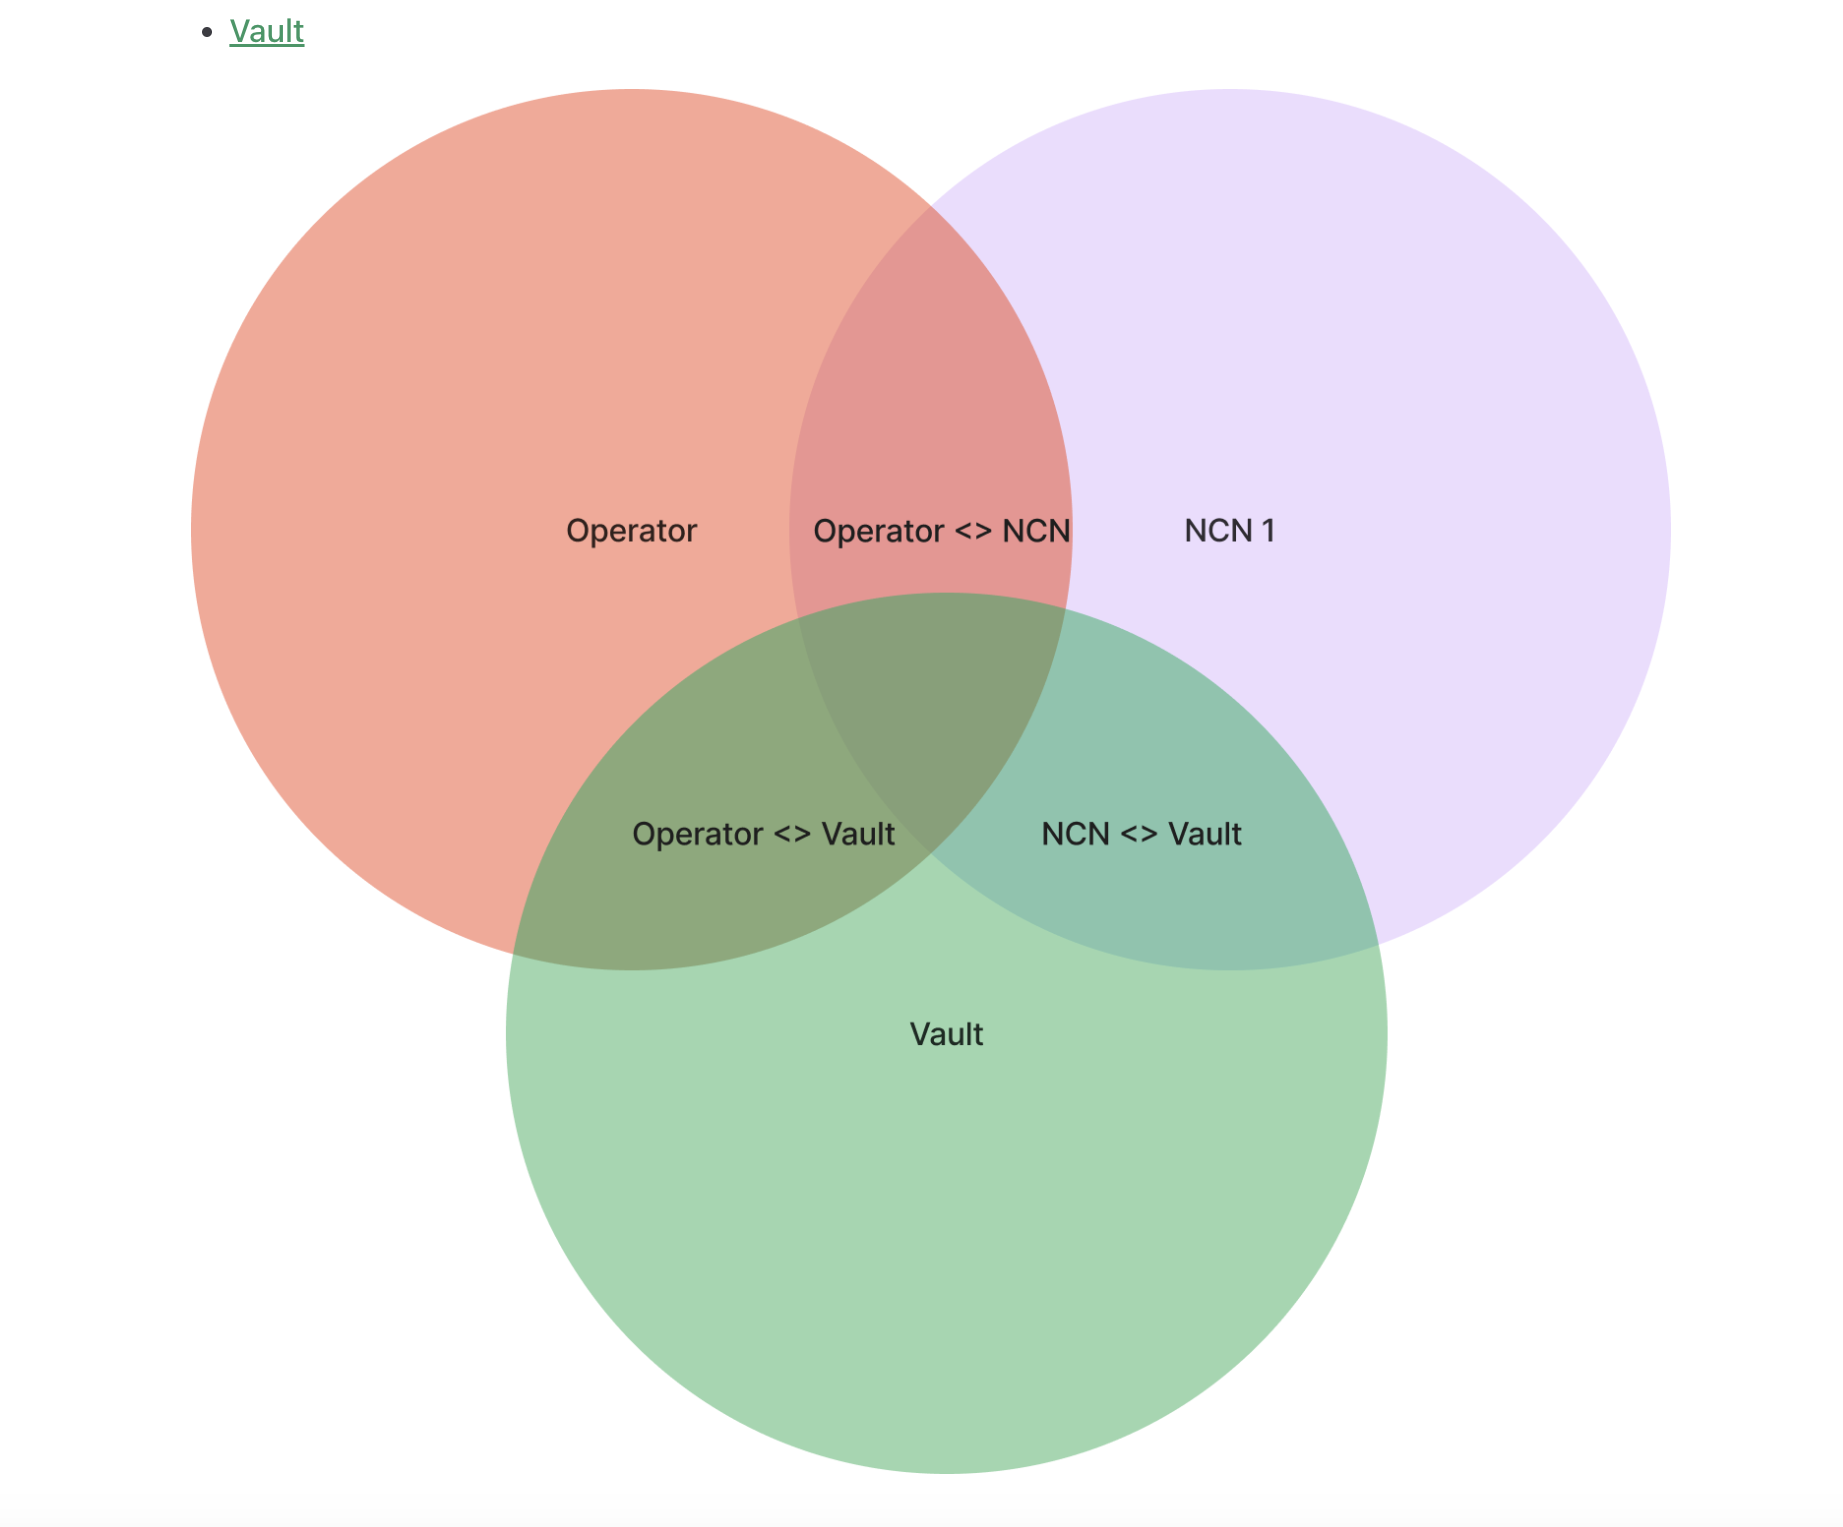 Vault
Operator
Operator <> NCN
NCN 1
Operator <> Vault
NCN <> Vault
Vault